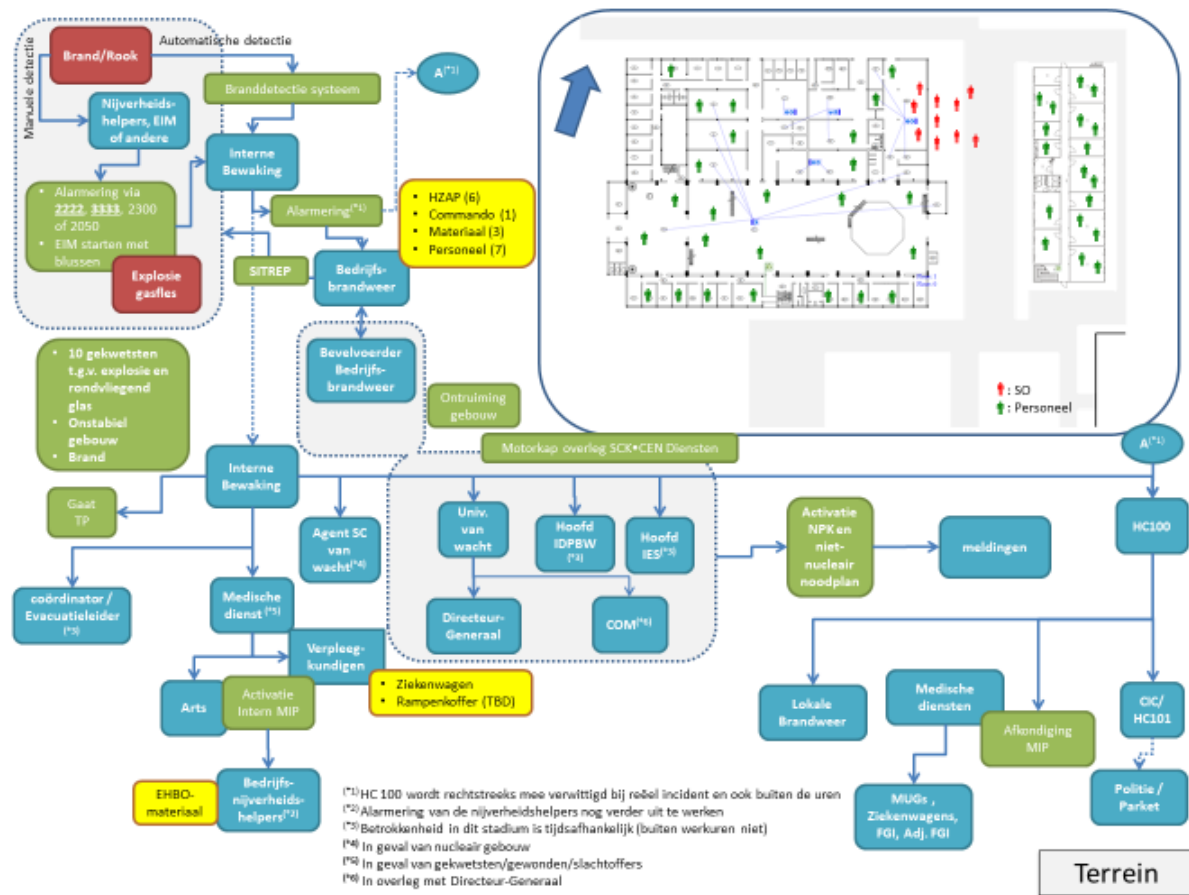 Automatische detectie
Manuele detectie
Brand/Rook
A(*1)
Branddetectie systeem
Nijverheids-
helpers, EIM
of andere
Interne
Bewaking
• Alarmering via
2222, 3333, 2300
of 2050
• EIM starten met
blussen
Alarmering(*1)
• HZAP (6)
• Commando (1)
• Materiaal (3)
• Personeel (7)
SITREP
Bedrijfs-
brandweer
Explosie
gasfles
• 10 gekwetsten
t.g.v. explosie en
rondvliegend
glas
• Onstabiel
gebouw
• Brand
Bevelvoerder
Bedrijfs-
brandweer
Ontruiming
gebouw
: SO
: Personeel
Motorkap overleg SCK•CEN Diensten
A(*1)
Interne
Bewaking
Gaat
TP
Agent SC
van
wacht(*4)
Univ.
van
wacht
Hoofd
IDPBW
(*3)
Hoofd
IES(*3)
Activatie
NPK en
niet-
nucleair
noodplan
meldingen
HC100
coördinator /
Evacuatieleider
(*3)
Medische
dienst(*5)
Directeur-
Generaal
COM(*6)
Verpleeg-
kundigen
• Ziekenwagen
• Rampenkoffer (TBD)
Arts
Activatie
Intern MIP
Lokale
Brandweer
Medische
diensten
Afkondiging
MIP
CIC/
HC101
EHBO-
materiaal
Bedrijfs-
nijverheids-
helpers(*2)
MUGs ,
Ziekenwagens,
FGI, Adj. FGI
Politie /
Parket
(*1) HC 100 wordt rechtstreeks mee verwittigd bij reëel incident en ook buiten de uren
(*2) Alarmering van de nijverheidshelpers nog verder uit te werken
(*3) Betrokkenheid in dit stadium is tijdsafhankelijk (buiten werkuren niet)
(*4) In geval van nucleair gebouw
(*5) In geval van gekwetsten/gewonden/slachtoffers
(*6) In overleg met Directeur-Generaal
Terrein